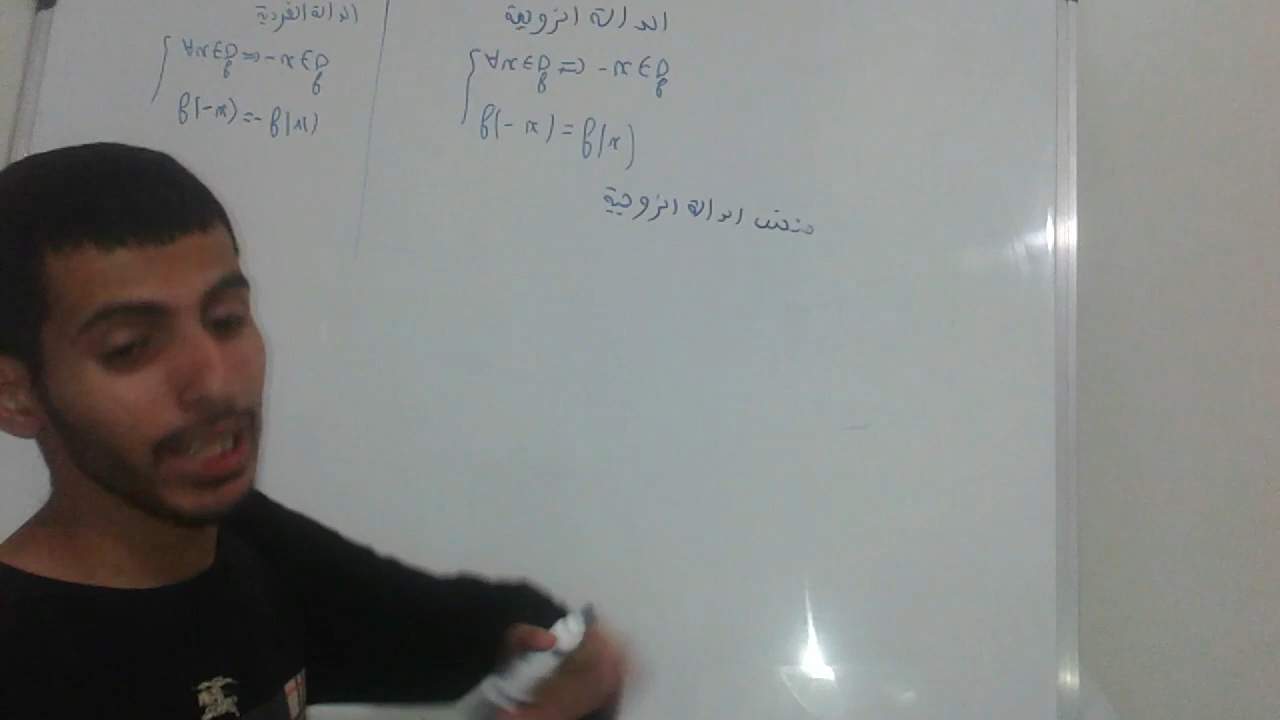 الدالة الزوجية
∀x∈D_f ⇔ -x∈D_f
f(-x)=f(x)
منحنى الدالة الزوجية
الدالة الفردية
∀x∈D_f ⇔ -x∈D_f
f(-x)=-f(x)